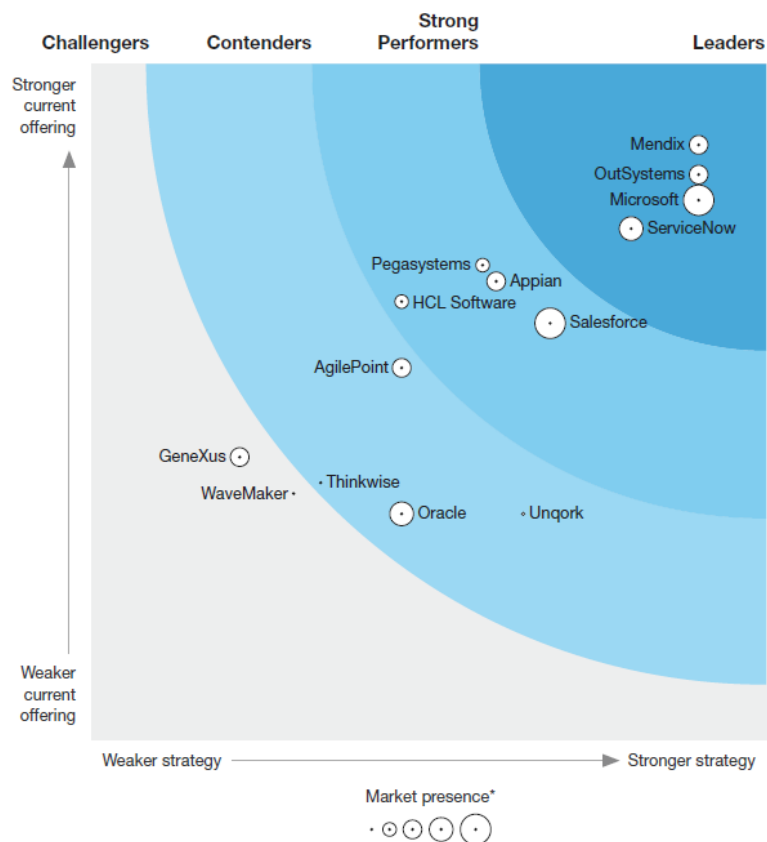 Strong
Challengers Contenders Performers Leaders
Stronger
current
offering
Mendix
OutSystems
Microsoft
ServiceNow
Pegasystems
Appian
HCL Software
Salesforce
AgilePoint
GeneXus
Thinkwise
WaveMaker
Oracle
Unqork
Weaker
current
offering
Weaker strategy Stronger strategy
Market presence*